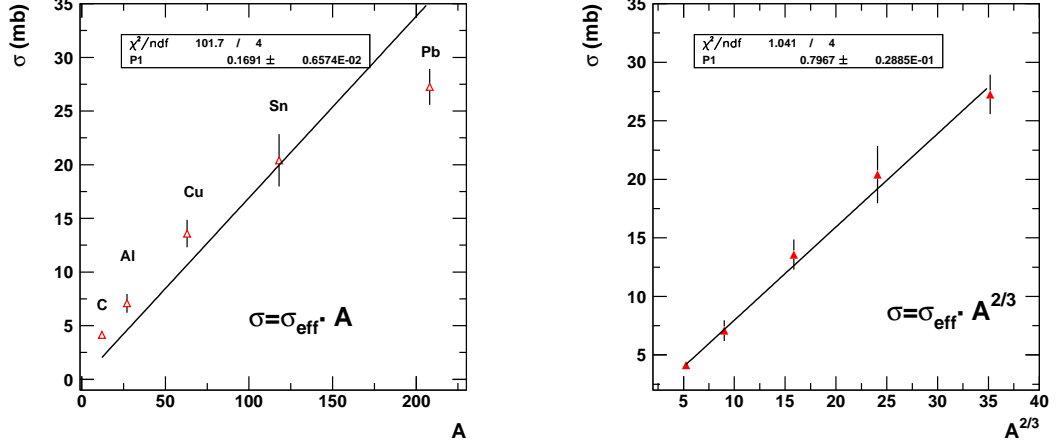 σ (mb)
35
30
25
20
15
10
5
0
χ²/ndf 101.7 / 4
P1 0.1691 ± 0.6574E-02
Pb
Sn
Cu
Al
C
σ=σeff· A
0 50 100 150 200
A
σ (mb)
35
30
25
20
15
10
5
χ²/ndf 1.041 / 4
P1 0.7967 ± 0.2885E-01
σ=σeff· A2/3
5 10 15 20 25 30 35 40
A2/3